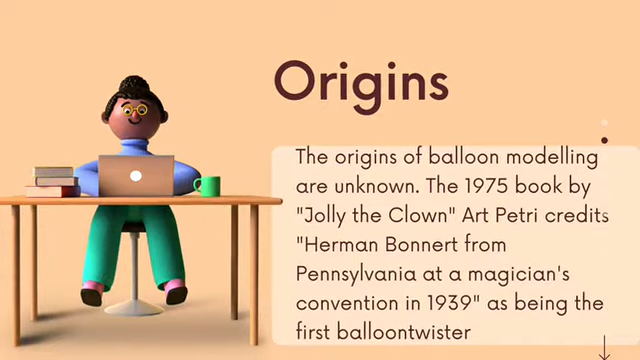 Origins
The origins of balloon modelling
are unknown. The 1975 book by
"Jolly the Clown" Art Petri credits
"Herman Bonnert from
Pennsylvania at a magician's
convention in 1939" as being the
first balloontwister